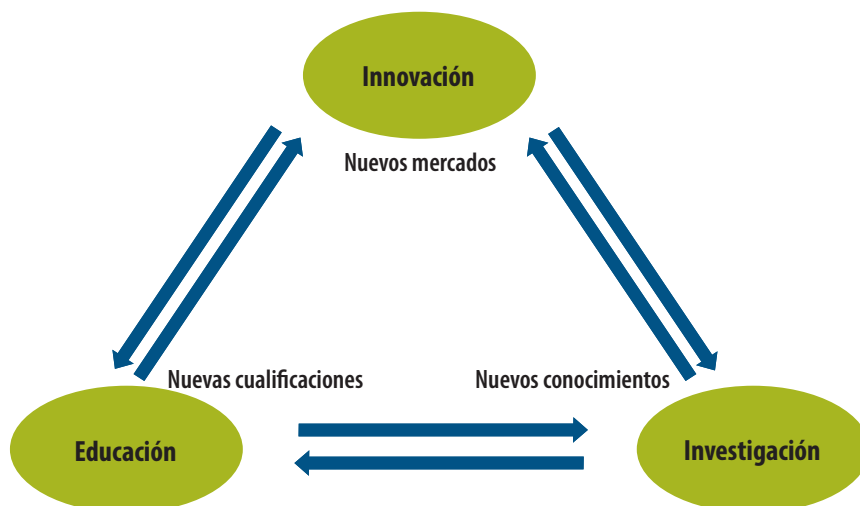 Innovación
Nuevos mercados
Nuevas cualificaciones
Nuevos conocimientos
Educación
Investigación